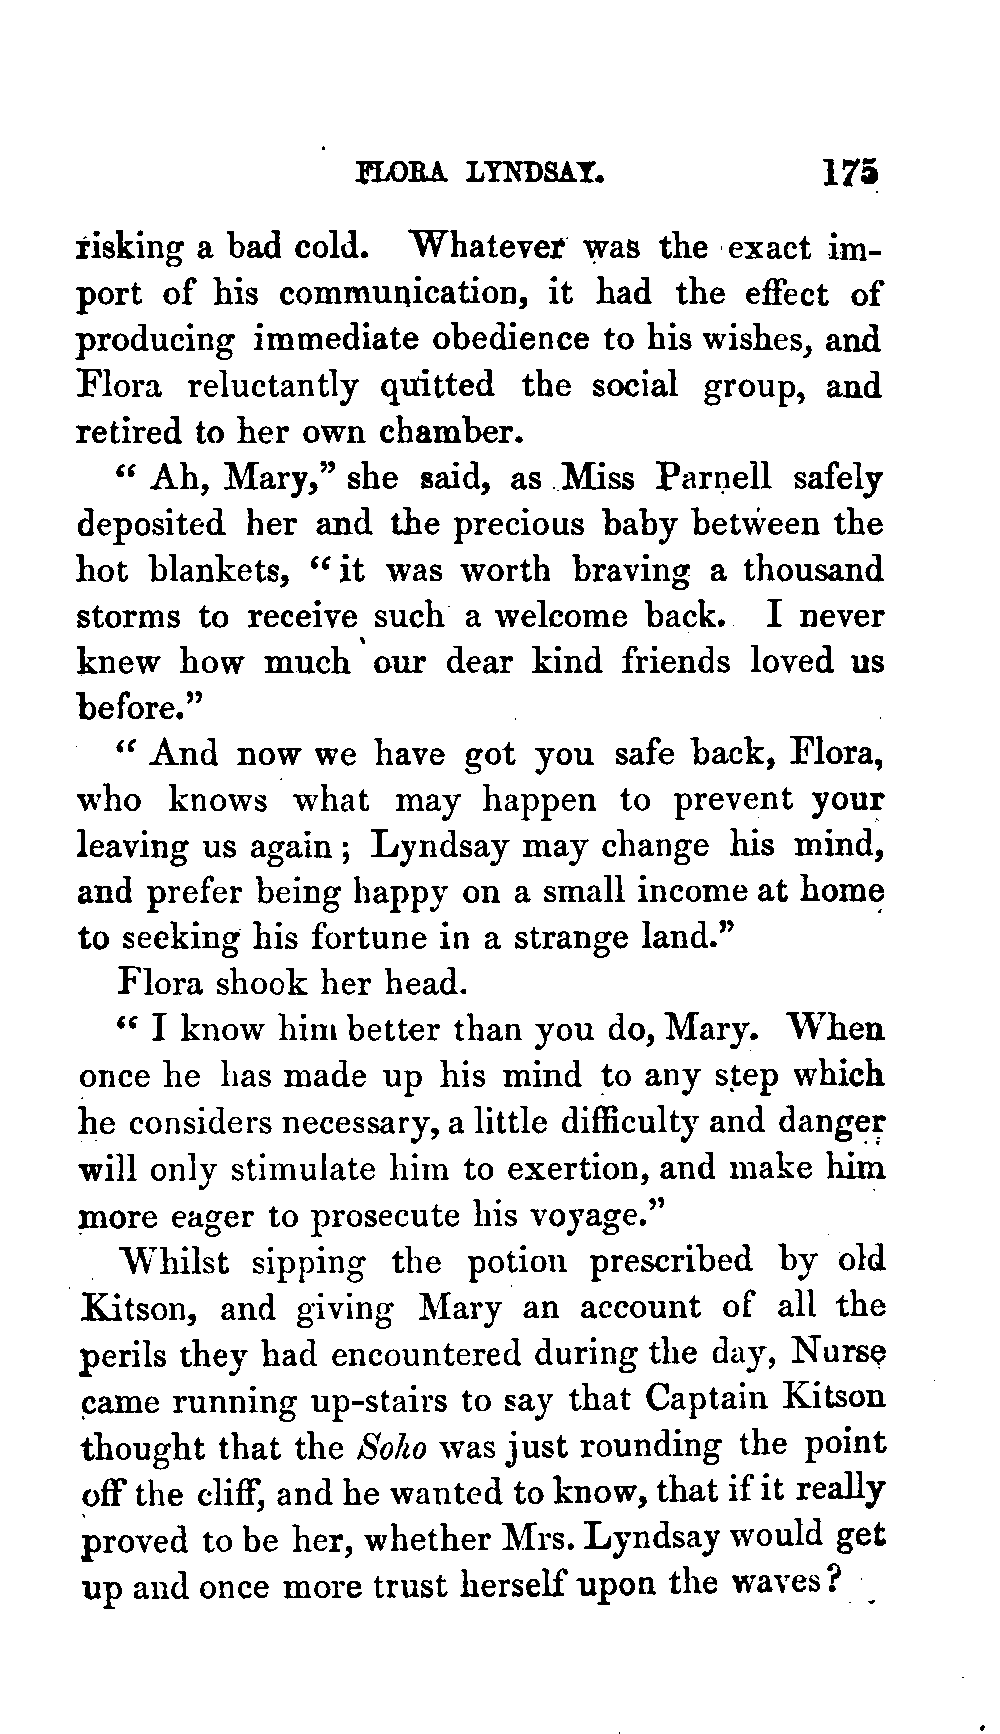 FLORA LYNDSAY. 175
risking a bad cold. Whatever was the exact im-
port of his communication, it had the effect of
producing immediate obedience to his wishes, and
Flora reluctantly quitted the social group, and
retired to her own chamber.
“ Ah, Mary,” she said, as Miss Parnell safely
deposited her and the precious baby between the
hot blankets, “ it was worth braving a thousand
storms to receive such a welcome back. I never
knew how much our dear kind friends loved us
before.”
“ And now we have got you safe back, Flora,
who knows what may happen to prevent your
leaving us again ; Lyndsay may change his mind,
and prefer being happy on a small income at home
to seeking his fortune in a strange land.”
Flora shook her head.
“ I know him better than you do, Mary. When
once he has made up his mind to any step which
he considers necessary, a little difficulty and danger
will only stimulate him to exertion, and make him
more eager to prosecute his voyage.”
Whilst sipping the potion prescribed by old
Kitson, and giving Mary an account of all the
perils they had encountered during the day, Nurse
came running up-stairs to say that Captain Kitson
thought that the Soho was just rounding the point
off the cliff, and he wanted to know, that if it really
proved to be her, whether Mrs. Lyndsay would get
up and once more trust herself upon the waves?